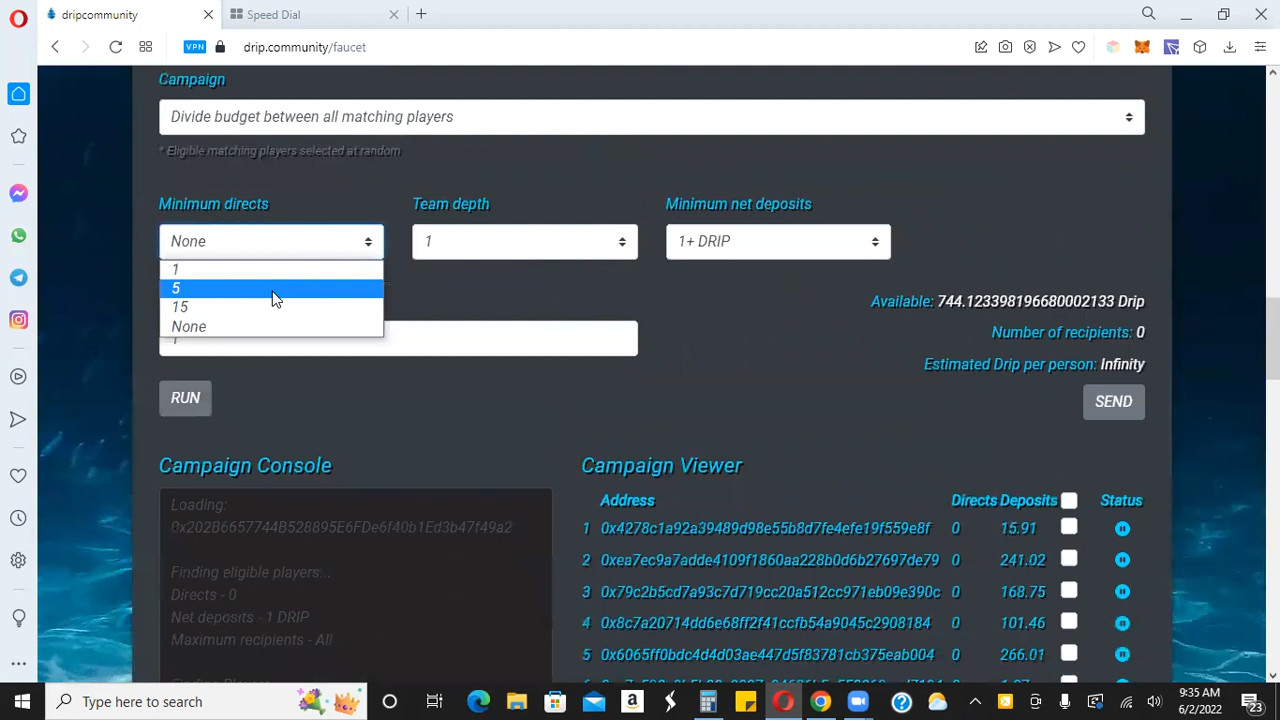 dripcommunity
Speed Dial
VPN
drip.community/faucet
Campaign
Divide budget between all matching players
* Eligible matching players selected at random
Minimum directs
Team depth
Minimum net deposits
None
1
1+ DRIP
1
5
15
None
1
Available: 744.123398196680002133 Drip
Number of recipients: 0
Estimated Drip per person: Infinity
RUN
SEND
Campaign Console
Loading:
0x202B6657744B528895E6FDe6f40b1Ed3b47f49a2
Finding eligible players...
Directs - 0
Net deposits - 1 DRIP
Maximum recipients - All
Campaign Viewer
Address Directs Deposits Status
1 0x4278c1a92a39489d98e55b8d7fe4efe19f559e8f 0 15.91
2 0xea7ec9a7adde4109f1860aa228b0d6b27697de79 0 241.02
3 0x79c2b5cd7a93c7d719cc20a512cc971eb09e390c 0 168.75
4 0x8c7a20714dd6e68ff2f41ccfb54a9045c2908184 0 101.46
5 0x6065ff0bdc4d4d03ae447d5f83781cb375eab004 0 266.01
Type here to search
9:35 AM
6/2/2022
23